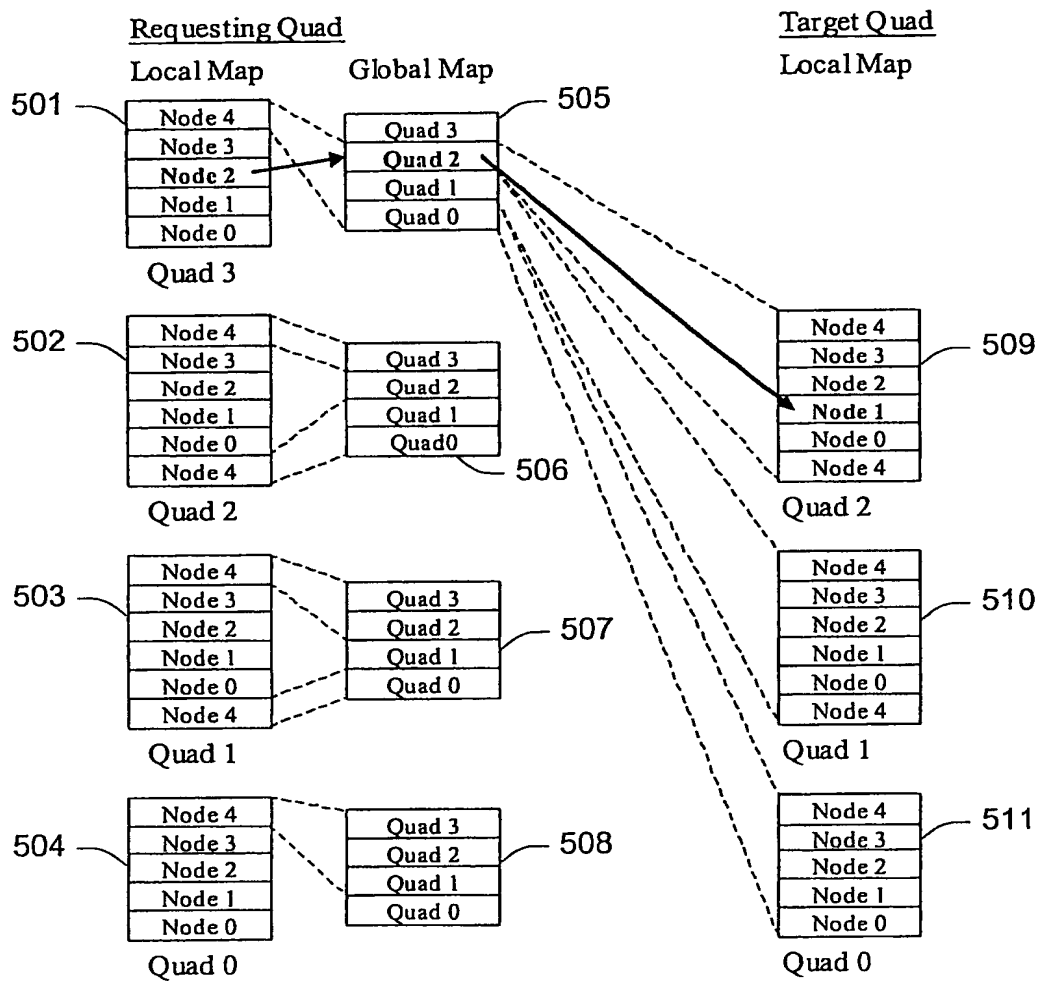 Requesting Quad
Target Quad
Local Map
Global Map
Local Map
501
505
Node 4
Node 3
Node 2
Node 1
Node 0
Quad 3
Quad 3
Quad 2
Quad 1
Quad 0
502
Node 4
Node 3
Node 2
Node 1
Node 0
Node 4
Quad 2
Quad 3
Quad 2
Quad 1
Quad0
506
509
Node 4
Node 3
Node 2
Node 1
Node 0
Node 4
Quad 2
503
Node 4
Node 3
Node 2
Node 1
Node 0
Node 4
Quad 1
Quad 3
Quad 2
Quad 1
Quad 0
507
510
Node 4
Node 3
Node 2
Node 1
Node 0
Node 4
Quad 1
504
Node 4
Node 3
Node 2
Node 1
Node 0
Quad 0
Quad 3
Quad 2
Quad 1
Quad 0
508
511
Node 4
Node 3
Node 2
Node 1
Node 0
Quad 0